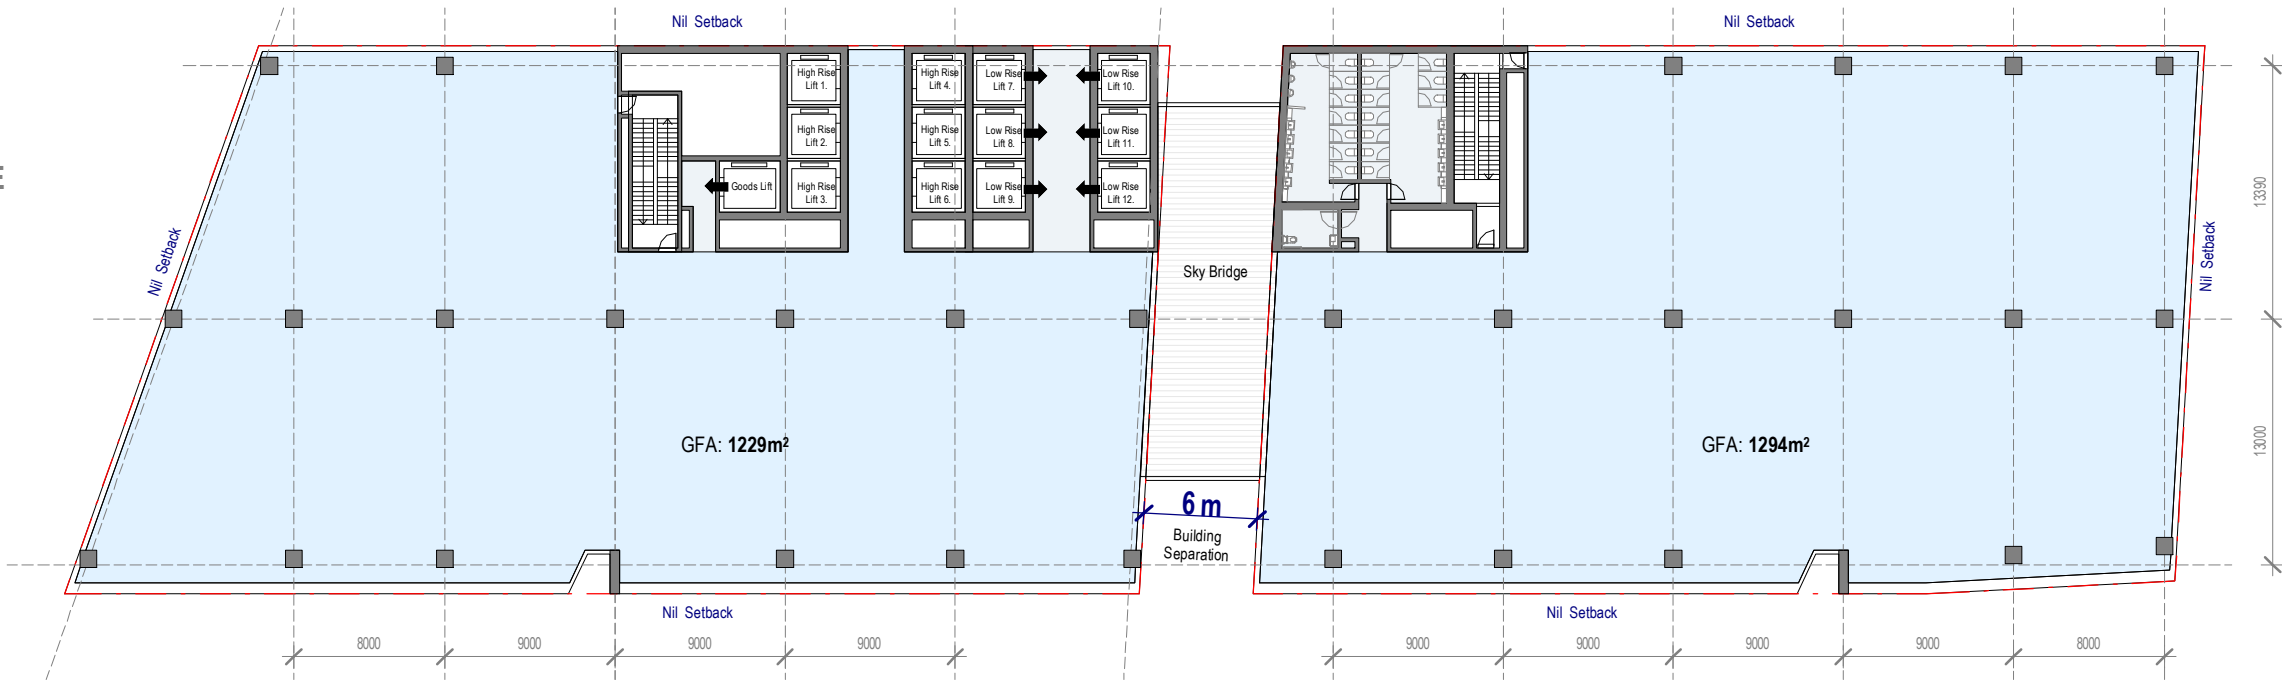 Nil Setback
Nil Setback
High Rise
Lift 1.
High Rise
Lift 4.
Low Rise
Lift 7.
Low Rise
Lift 10.
High Rise
Lift 2.
High Rise
Lift 5.
Low Rise
Lift 8.
Low Rise
Lift 11.
Goods Lift
High Rise
Lift 3.
High Rise
Lift 6.
Low Rise
Lift 9.
Low Rise
Lift 12.
13390
Nil Setback
Nil Setback
Sky Bridge
GFA: 1229m²
GFA: 1294m²
13000
6 m
Building
Separation
Nil Setback
Nil Setback
8000
9000
9000
9000
9000
9000
9000
9000
8000